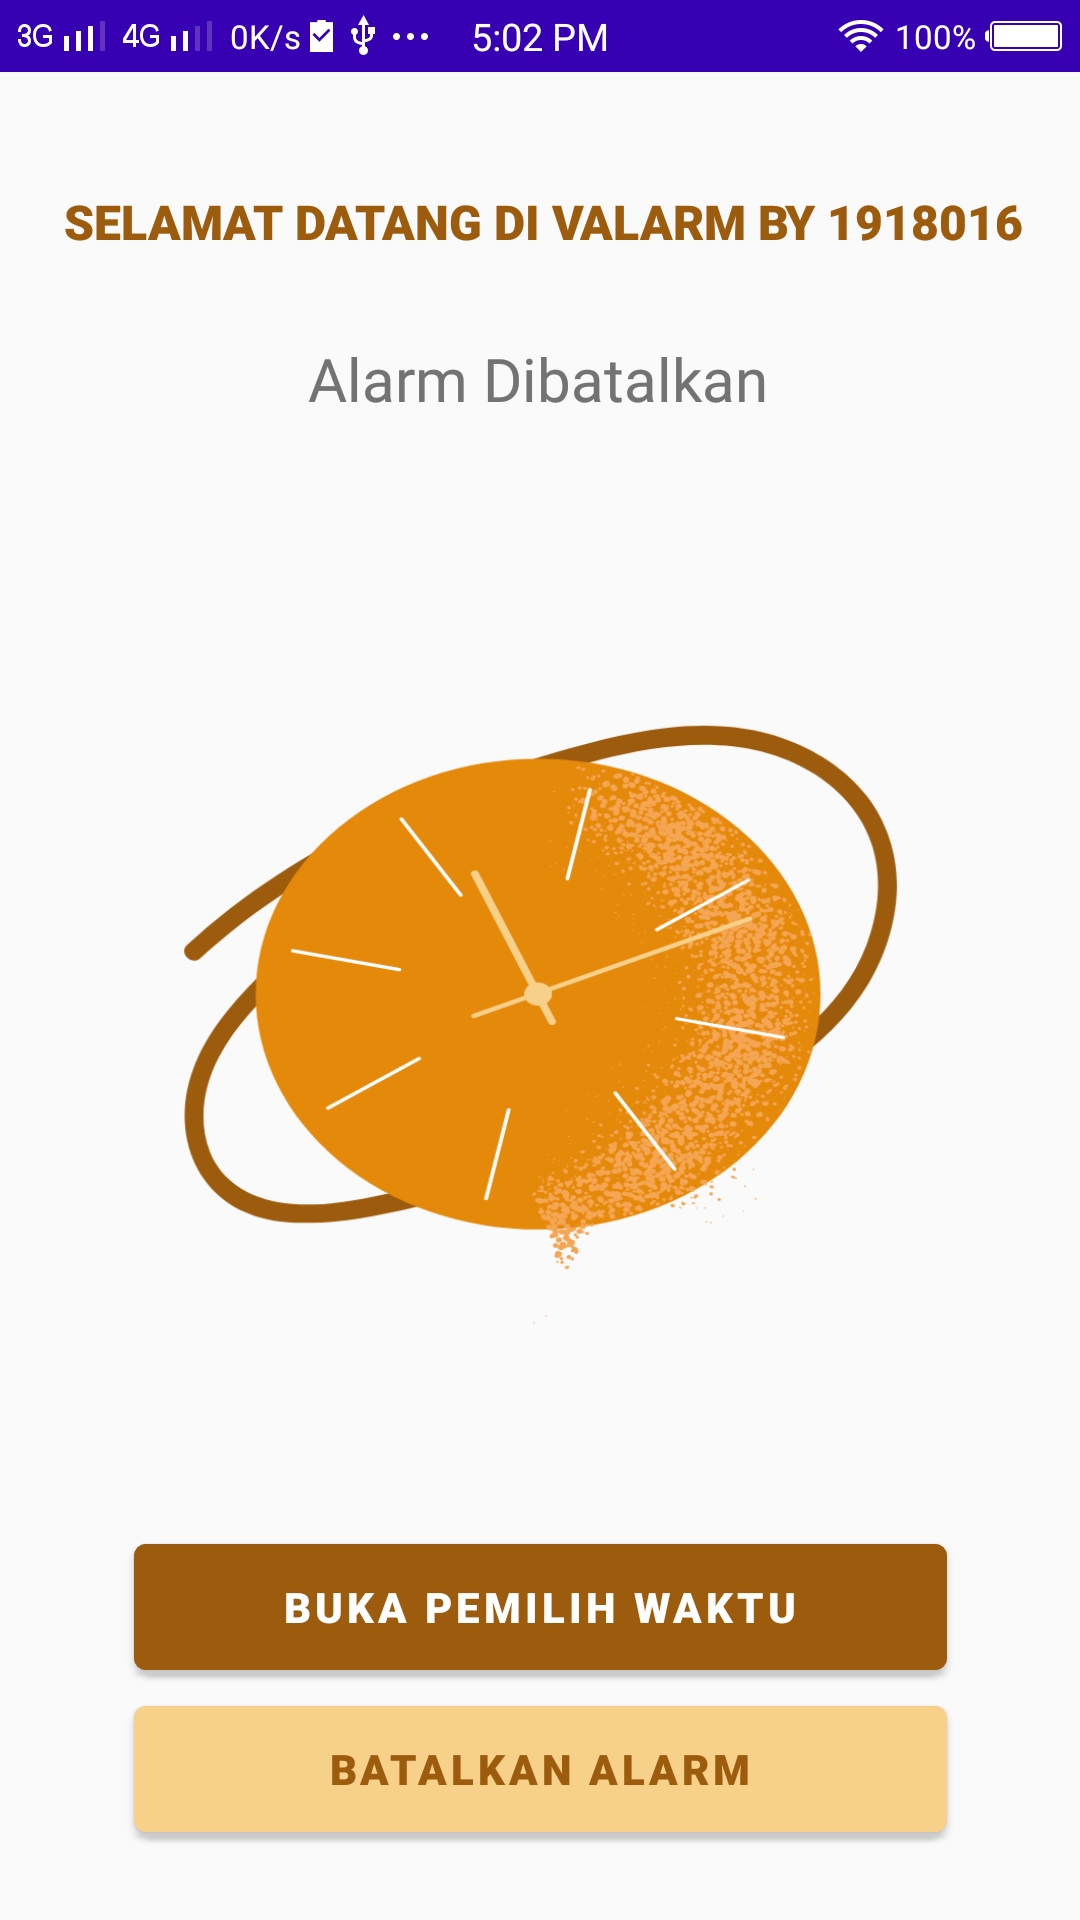 3G 4G 0K/s 5:02 PM 100%
SELAMAT DATANG DI VALARM BY 1918016
Alarm Dibatalkan
BUKA PEMILIH WAKTU
BATALKAN ALARM